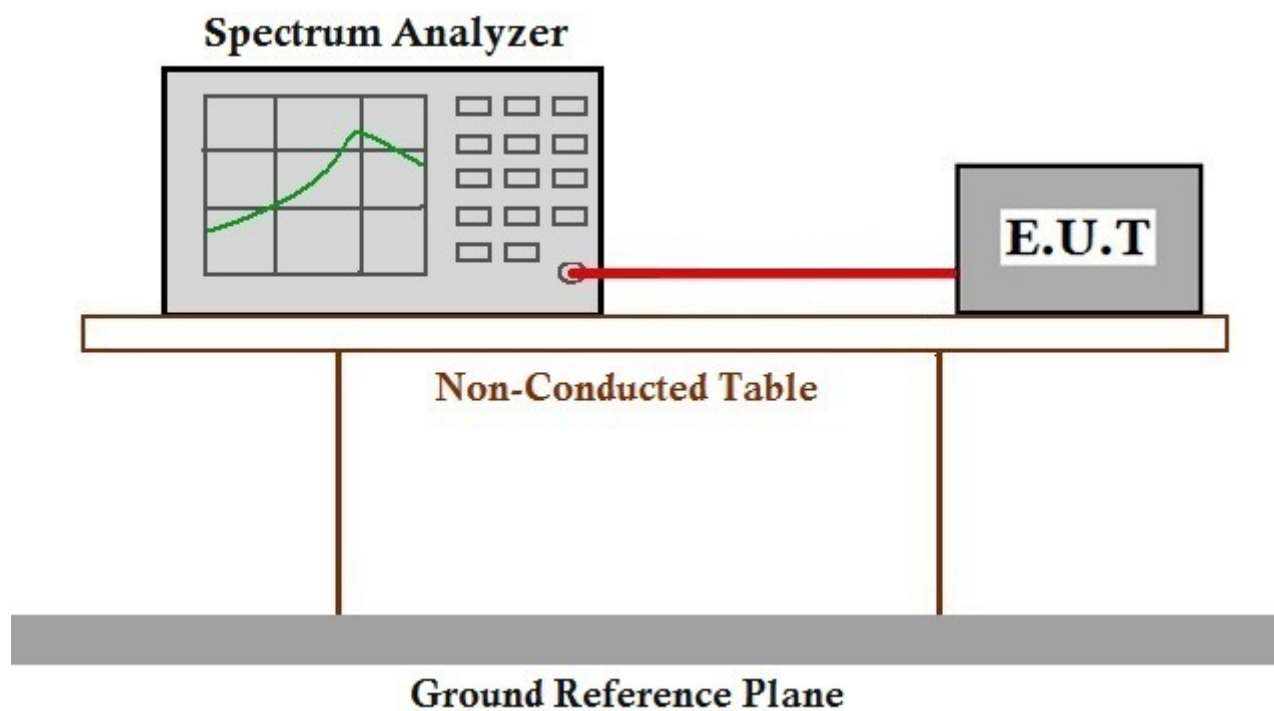 Spectrum Analyzer
E.U.T
Non-Conducted Table
Ground Reference Plane